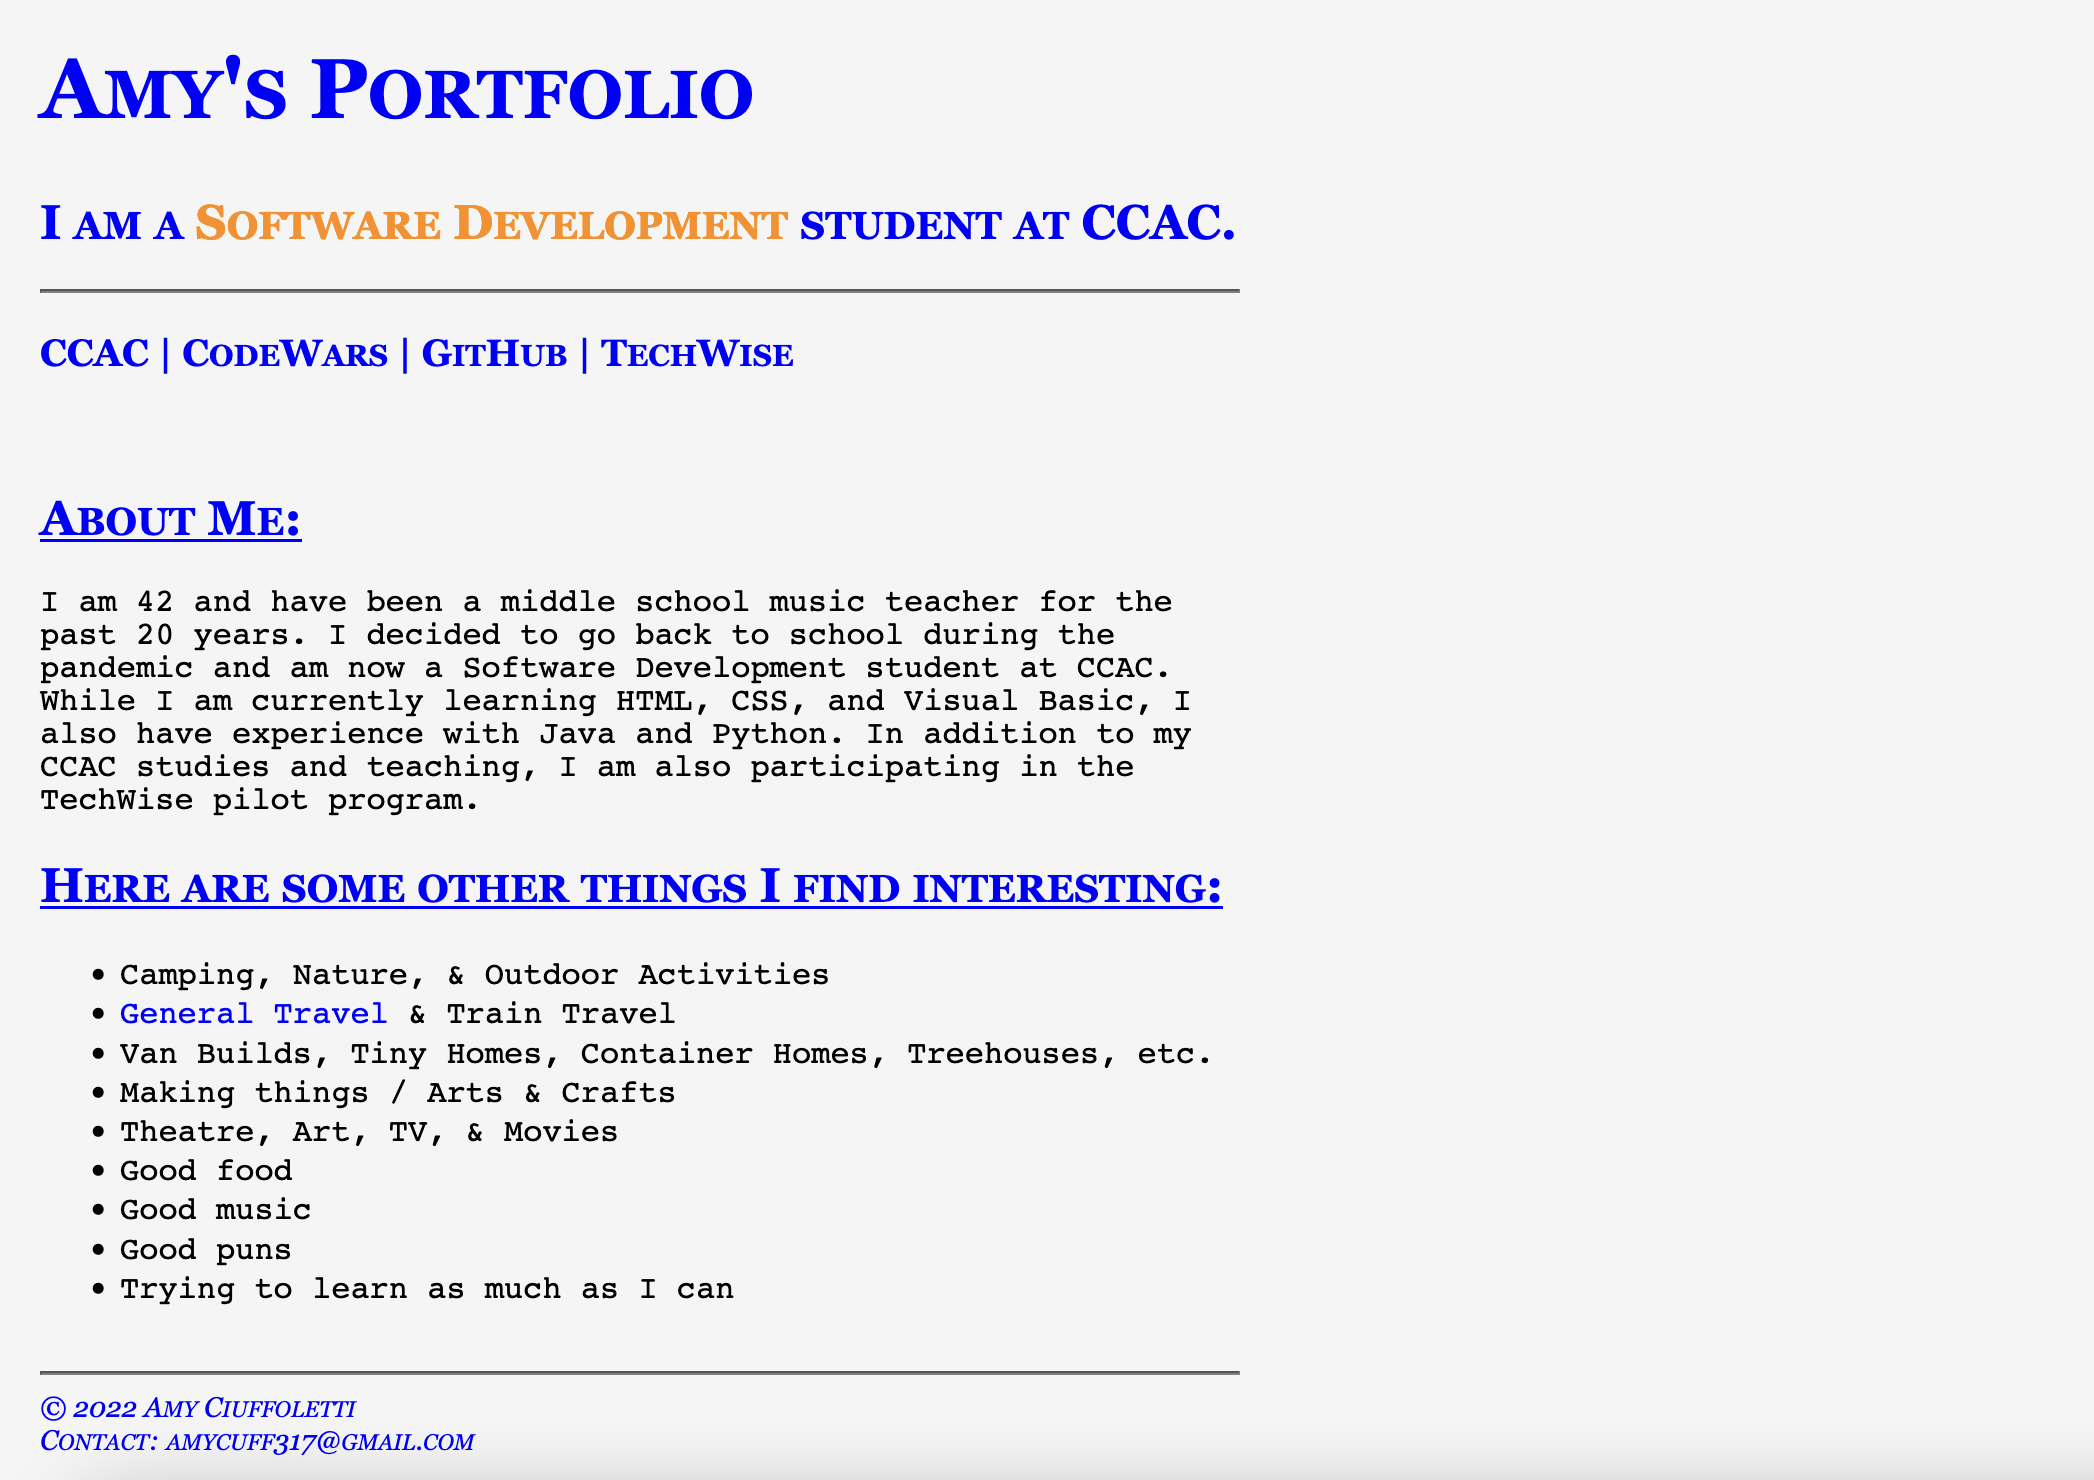 Amy's Portfolio
I am a Software Development student at CCAC.
CCAC | CodeWars | GitHub | TechWise
About Me:
I am 42 and have been a middle school music teacher for the
past 20 years. I decided to go back to school during the
pandemic and am now a Software Development student at CCAC.
While I am currently learning HTML, CSS, and Visual Basic, I
also have experience with Java and Python. In addition to my
CCAC studies and teaching, I am also participating in the
TechWise pilot program.
Here are some other things I find interesting:
• Camping, Nature, & Outdoor Activities
• General Travel & Train Travel
• Van Builds, Tiny Homes, Container Homes, Treehouses, etc.
• Making things / Arts & Crafts
• Theatre, Art, TV, & Movies
• Good food
• Good music
• Good puns
• Trying to learn as much as I can
© 2022 Amy Ciuffoletti
Contact: amycuff317@gmail.com